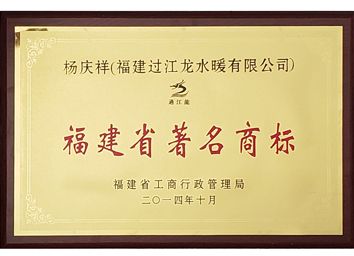 杨庆祥(福建过江龙水暖有限公司)
過江龍
福建省著名商标
福建省工商行政管理局
二〇一四年十月